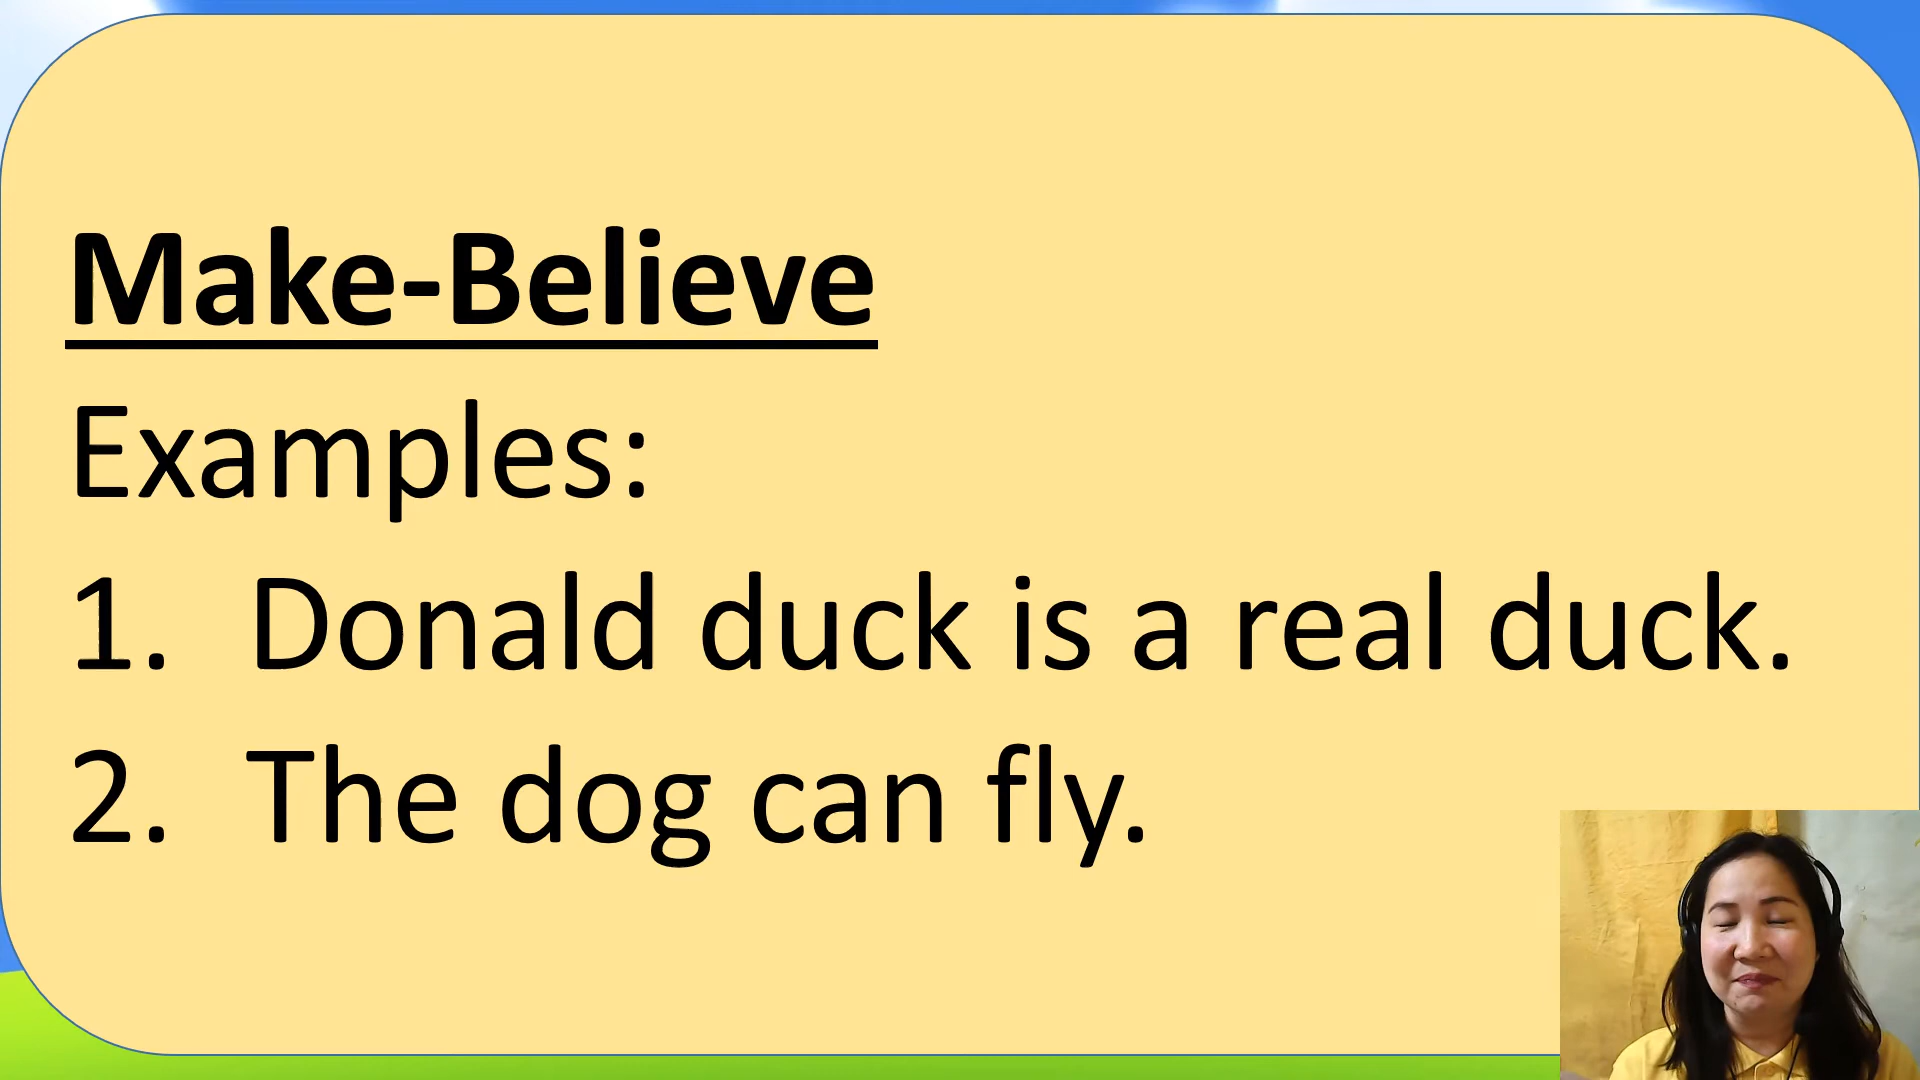 Make-Believe
Examples:
1. Donald duck is a real duck.
2. The dog can fly.